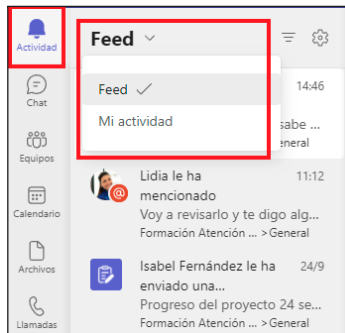 Actividad
Chat
Equipos
Calendario
Archivos
Llamadas
Feed
Feed
Mi actividad
14:46
sabe ...
eneral
Lidia le ha
mencionado
11:12
Voy a revisarlo y te digo alg...
Formación Atención ... > General
Isabel Fernández le ha
enviado una...
24/9
Progreso del proyecto 24 se...
Formación Atención ... > General